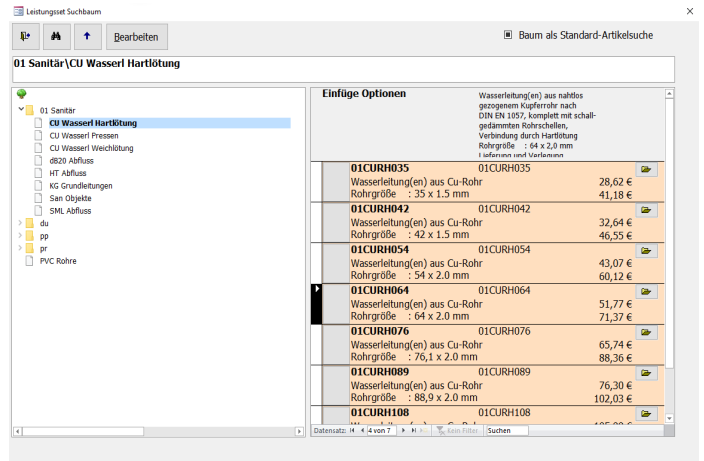 Leistungsset Suchbaum
Bearbeiten
Baum als Standard-Artikelsuche
01 Sanitär\CU Wasserl Hartlötung
01 Sanitär
CU Wasserl Hartlötung
CU Wasserl Pressen
CU Wasserl Weichlötung
dB20 Abfluss
HT Abfluss
KG Grundleitungen
San Objekte
SML Abfluss
du
pp
pr
PVC Rohre
Einfüge Optionen
Wasserleitung(en) aus nahtlos
gezogenem Kupferrohr nach
DIN EN 1057, komplett mit schall-
gedämmten Rohrschellen,
Verbindung durch Hartlötung
Rohrgröße : 64 x 2,0 mm
Lieferung und Verlegung
01CURH035 01CURH035
Wasserleitung(en) aus Cu-Rohr 28,62 €
Rohrgröße : 35 x 1.5 mm 41,18 €
01CURH042 01CURH042
Wasserleitung(en) aus Cu-Rohr 32,64 €
Rohrgröße : 42 x 1.5 mm 46,55 €
01CURH054 01CURH054
Wasserleitung(en) aus Cu-Rohr 43,07 €
Rohrgröße : 54 x 2.0 mm 60,12 €
01CURH064 01CURH064
Wasserleitung(en) aus Cu-Rohr 51,77 €
Rohrgröße : 64 x 2.0 mm 71,37 €
01CURH076 01CURH076
Wasserleitung(en) aus Cu-Rohr 65,74 €
Rohrgröße : 76,1 x 2.0 mm 88,36 €
01CURH089 01CURH089
Wasserleitung(en) aus Cu-Rohr 76,30 €
Rohrgröße : 88,9 x 2.0 mm 102,03 €
01CURH108 01CURH108
Datensatz: 4 von 7 Kein Filter Suchen